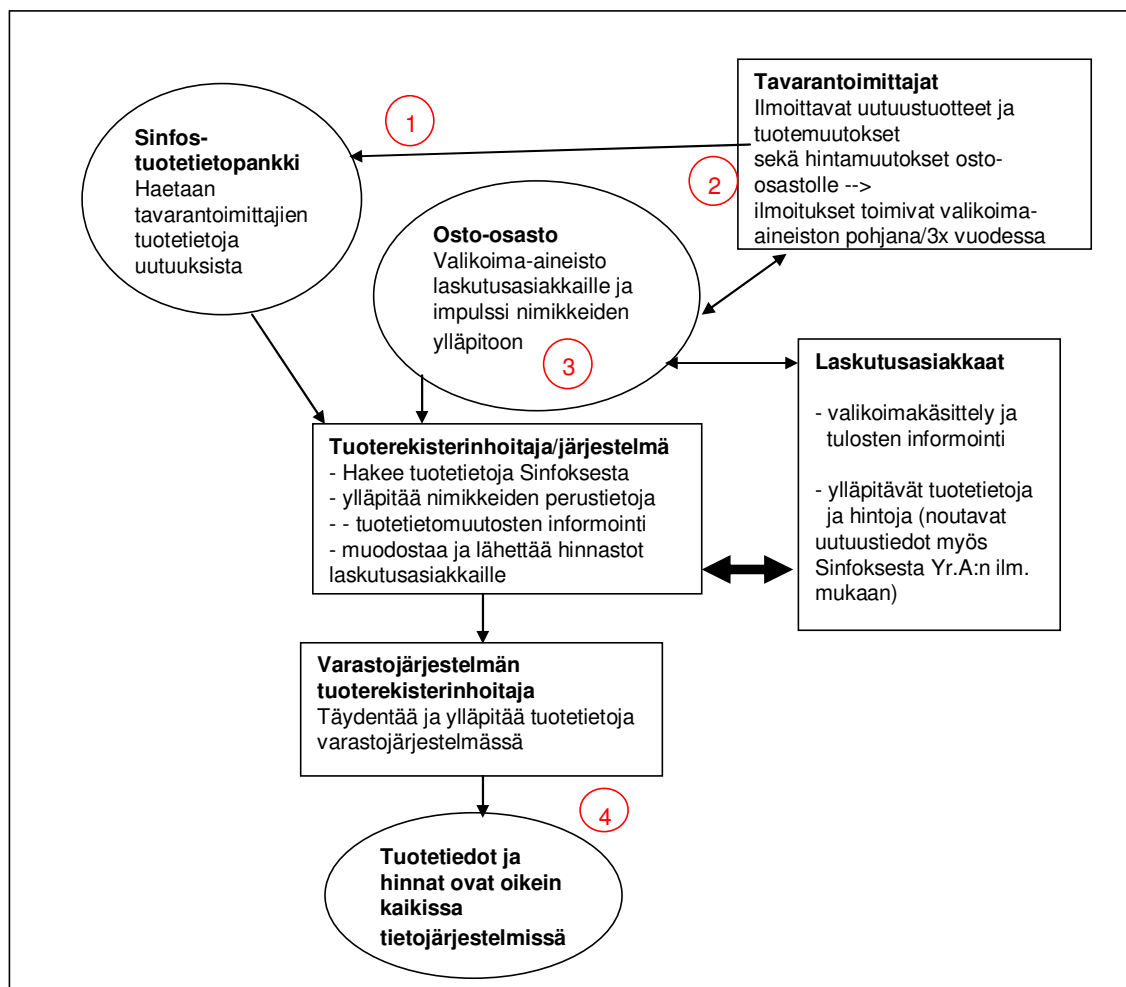 1
Sinfos-
tuotetietopankki
Haetaan
tavarantoimittajien
tuotetietoja
uutuuksista
Tavarantoimittajat
Ilmoittavat uutuustuotteet ja
tuotemuutokset
sekä hintamuutokset osto-
osastolle -->
ilmoitukset toimivat valikoima-
aineiston pohjana/3x vuodessa
2
Osto-osasto
Valikoima-aineisto
laskutusasiakkaille ja
impulssi nimikkeiden
ylläpitoon
3
Laskutusasiakkaat
- valikoimakäsittely ja
tulosten informointi
- ylläpitävät tuotetietoja
ja hintoja (noutavat
uutuustiedot myös
Sinfoksesta Yr.A:n ilm.
mukaan)
Tuoterekisterinhoitaja/järjestelmä
- Hakee tuotetietoja Sinfoksesta
- ylläpitää nimikkeiden perustietoja
- - tuotetietomuutosten informointi
- muodostaa ja lähettää hinnastot
laskutusasiakkaille
Varastojärjestelmän
tuoterekisterinhoitaja
Täydentää ja ylläpitää tuotetietoja
varastojärjestelmässä
4
Tuotetiedot ja
hinnat ovat oikein
kaikissa
tietojärjestelmissä